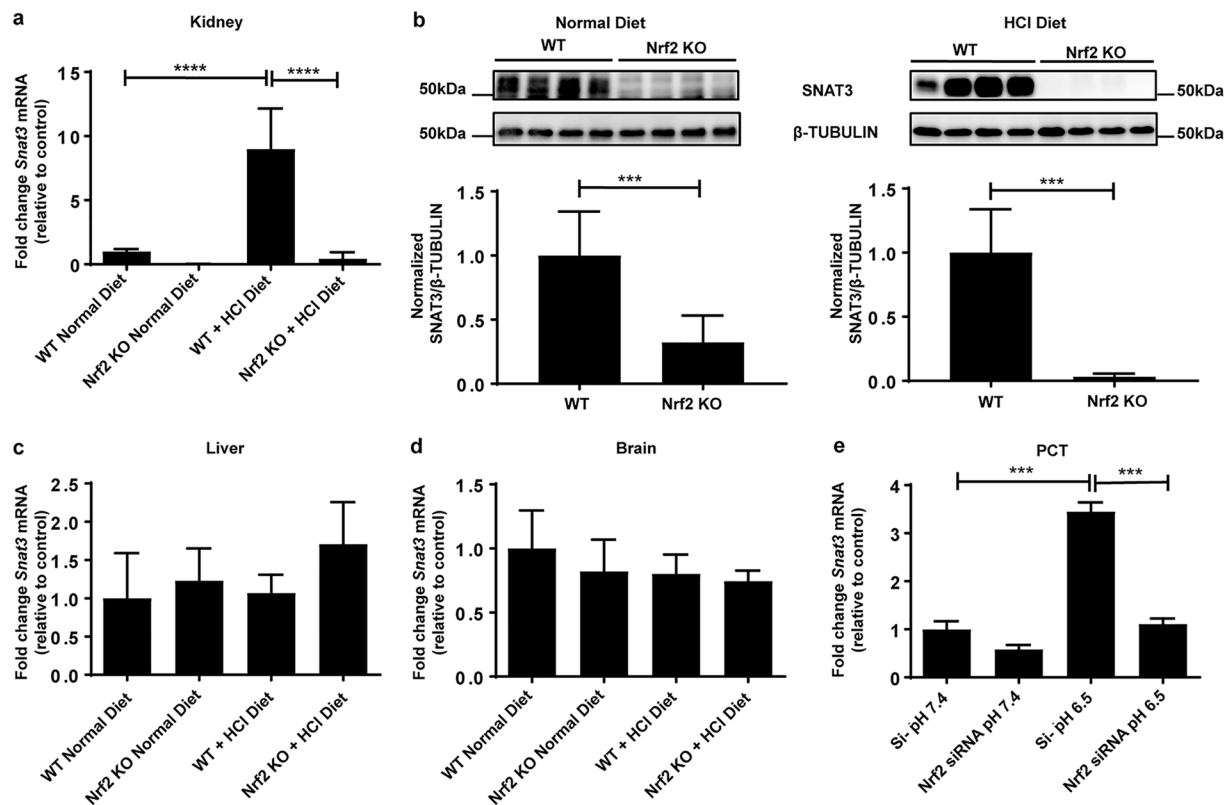 a
Kidney
Fold change Snat3 mRNA
(relative to control)
15
10
5
0
****
****
WT Normal Diet
Nrf2 KO Normal Diet
WT + HCl Diet
Nrf2 KO + HCl Diet
b
Normal Diet
WT
Nrf2 KO
50kDa
50kDa
SNAT3
β-TUBULIN
HCl Diet
WT
Nrf2 KO
50kDa
50kDa
Normalized
SNAT3/β-TUBULIN
1.5
1.0
0.5
0.0
***
WT
Nrf2 KO
Normalized
SNAT3/β-TUBULIN
1.5
1.0
0.5
0.0
***
WT
Nrf2 KO
c
Liver
Fold change Snat3 mRNA
(relative to control)
2.5
2.0
1.5
1.0
0.5
0.0
WT Normal Diet
Nrf2 KO Normal Diet
WT + HCl Diet
Nrf2 KO + HCl Diet
d
Brain
Fold change Snat3 mRNA
(relative to control)
1.5
1.0
0.5
0.0
WT Normal Diet
Nrf2 KO Normal Diet
WT + HCl Diet
Nrf2 KO + HCl Diet
e
PCT
Fold change Snat3 mRNA
(relative to control)
4
3
2
1
0
***
***
Si- pH 7.4
Nrf2 siRNA pH 7.4
Si- pH 6.5
Nrf2 siRNA pH 6.5